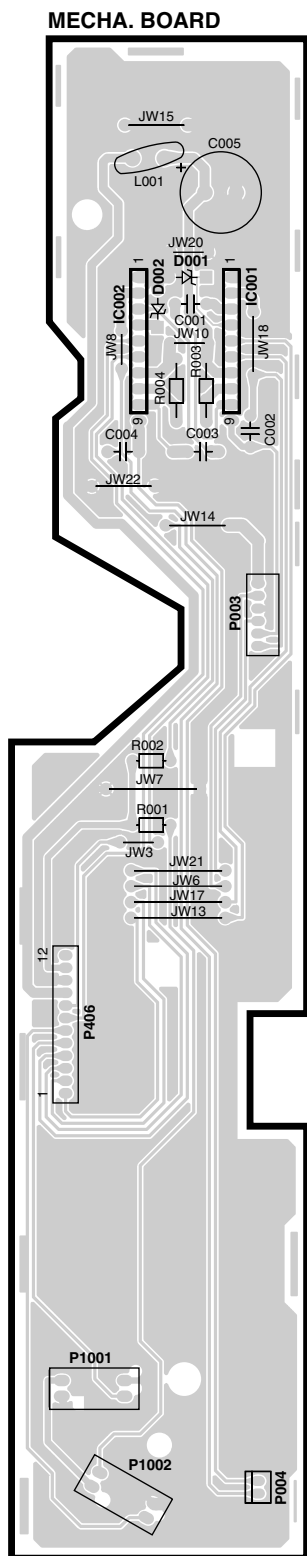 MECHA. BOARD
JW15
C005
L001
+
JW20
D001
D002
1
1
IC002
IC001
C001
JW10
JW8
JW18
R003
R004
9
9
C002
C004
C003
JW22
JW14
P003
R002
JW7
R001
JW3
JW21
JW6
JW17
JW13
12
P406
1
P1001
P1002
P004